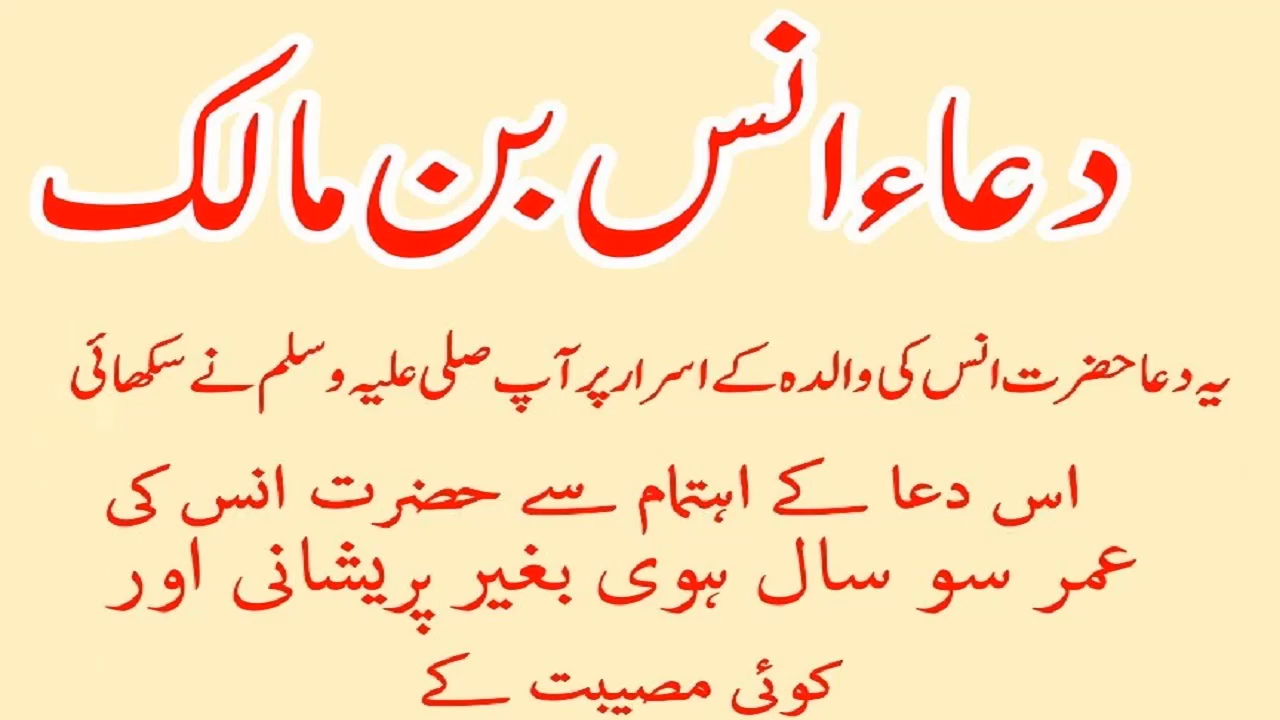 دعاء انس بن مالک
یہ دعا حضرت انس کی والدہ کے اسرار پر آپ صلی علیہ وسلم نے سکھائی
اس دعا کے اہتمام سے حضرت انس کی
عمر سو سال ہوی بغیر پریشانی اور
کوئی مصیبت کے